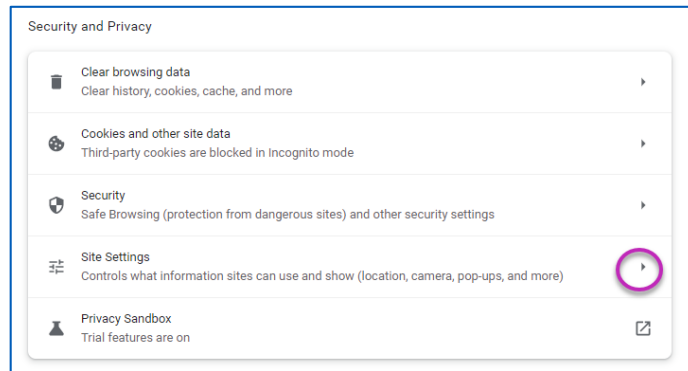 Security and Privacy
Clear browsing data
Clear history, cookies, cache, and more
Cookies and other site data
Third-party cookies are blocked in Incognito mode
Security
Safe Browsing (protection from dangerous sites) and other security settings
Site Settings
Controls what information sites can use and show (location, camera, pop-ups, and more)
Privacy Sandbox
Trial features are on